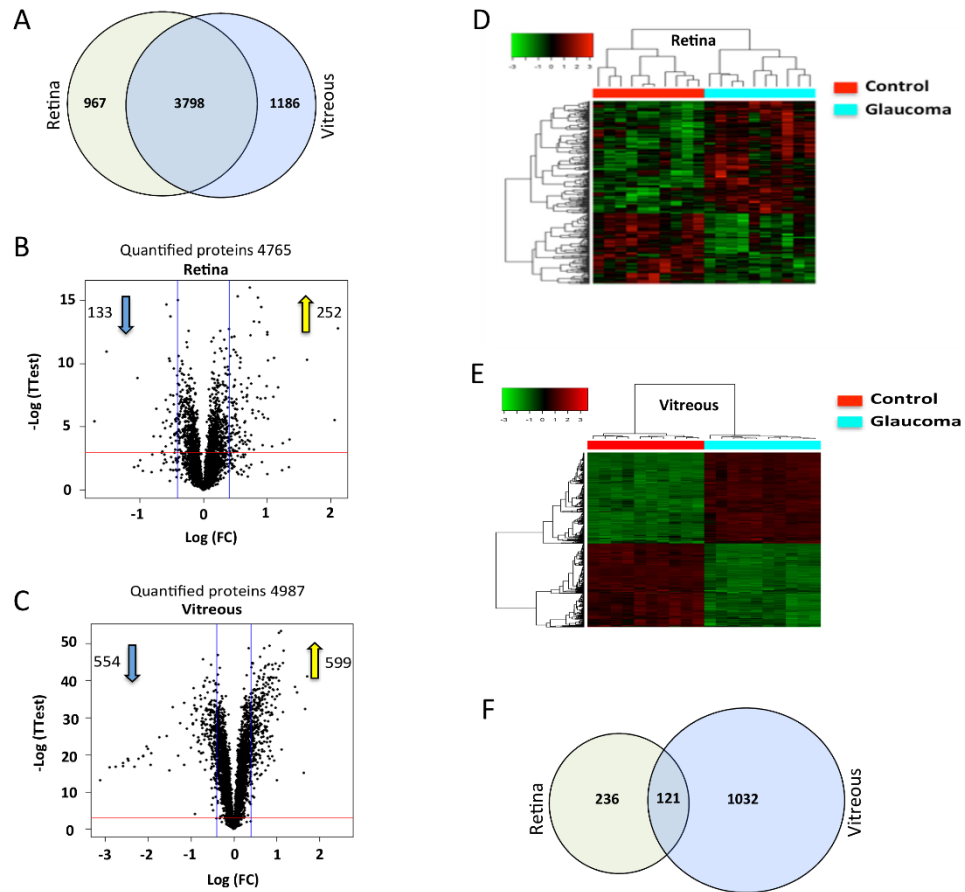 A
Retina
967
3798
1186
Vitreous
B
Quantified proteins 4765
Retina
133
252
15
10
5
0
-Log (TTest)
-1
0
1
2
Log (FC)
C
Quantified proteins 4987
Vitreous
554
599
50
40
30
20
10
0
-Log (TTest)
-3
-2
-1
0
1
2
Log (FC)
D
Retina
-3
-1
0
1
2
3
Control
Glaucoma
E
Vitreous
-3
-2
-1
0
1
2
3
Control
Glaucoma
F
Retina
236
121
1032
Vitreous